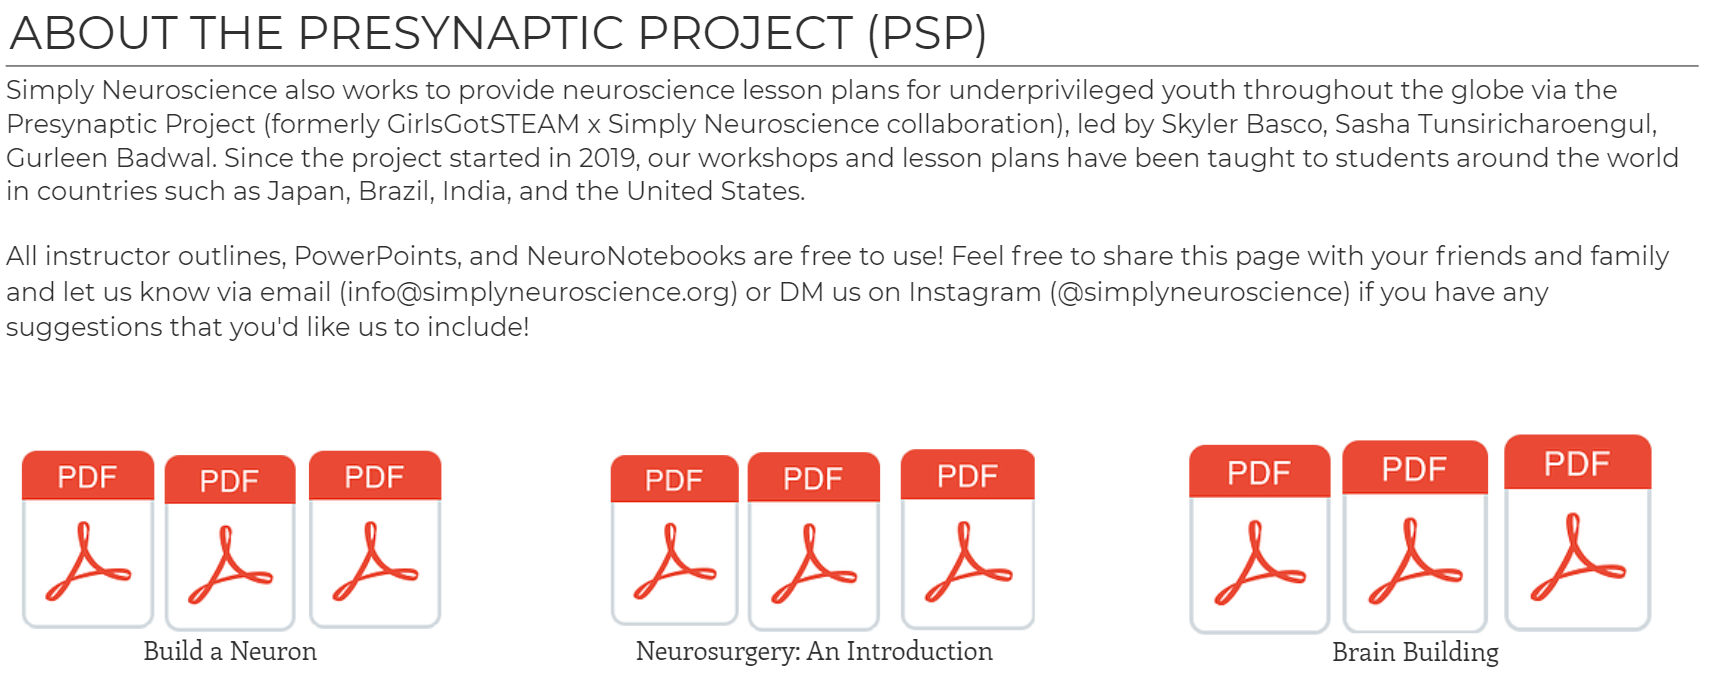 ABOUT THE PRESYNAPTIC PROJECT (PSP)
Simply Neuroscience also works to provide neuroscience lesson plans for underprivileged youth throughout the globe via the
Presynaptic Project (formerly GirlsGotSTEAM x Simply Neuroscience collaboration), led by Skyler Basco, Sasha Tunsiricharoengul,
Gurleen Badwal. Since the project started in 2019, our workshops and lesson plans have been taught to students around the world
in countries such as Japan, Brazil, India, and the United States.
All instructor outlines, PowerPoints, and NeuroNotebooks are free to use! Feel free to share this page with your friends and family
and let us know via email (info@simplyneuroscience.org) or DM us on Instagram (@simplyneuroscience) if you have any
suggestions that you'd like us to include!
PDF PDF PDF PDF PDF PDF PDF PDF PDF
Build a Neuron
Neurosurgery: An Introduction
Brain Building